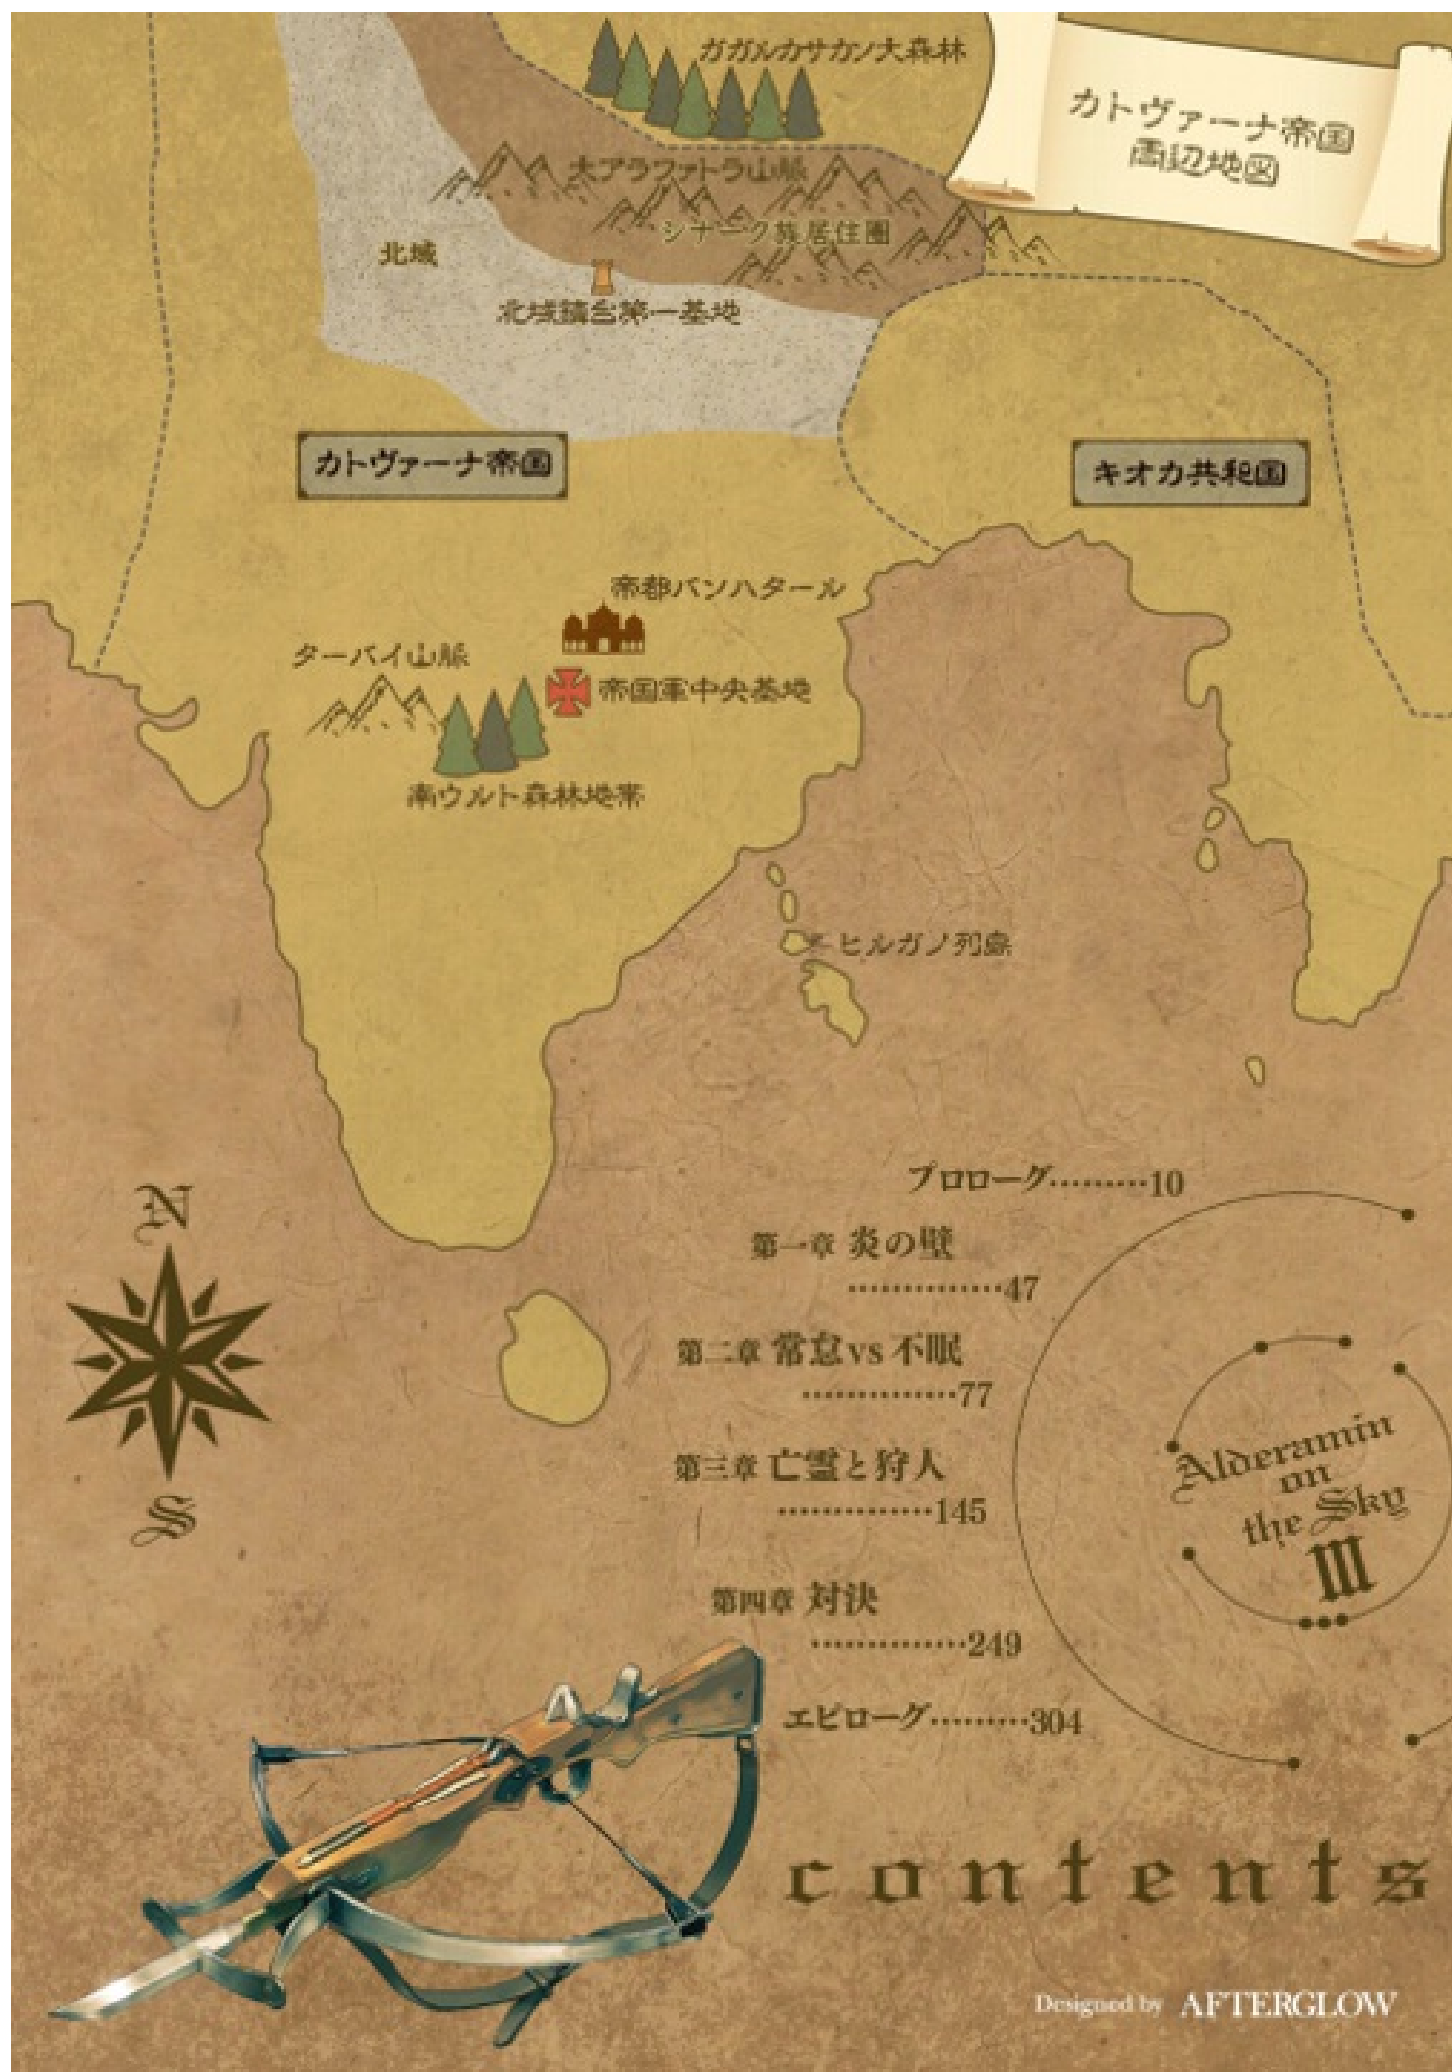 ガガルカサカン大森林
カトヴァーナ帝国
周辺地図
大アラファトラ山脈
シナーク族居住圏
北域
北域鎮台第一基地
カトヴァーナ帝国
キオカ共和国
帝都バンハタール
ターバイ山脈
帝国軍中央基地
南ウルト森林地帯
ヒルガノ列島
N
S
プロローグ………10
第一章 炎の壁
……………47
第二章 常怠vs不眠
……………77
第三章 亡霊と狩人
……………145
第四章 対決
……………249
エピローグ………304
Alderamin
on
the Sky
III
contents
Designed by AFTERGLOW